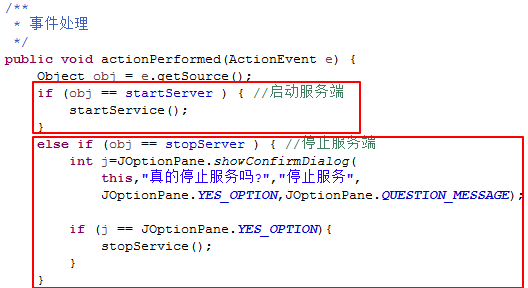 /**
 * 事件处理
 */
public void actionPerformed(ActionEvent e) {
    Object obj = e.getSource();
    if (obj == startServer ) { //启动服务端
        startService();
    }
    else if (obj == stopServer ) { //停止服务端
        int j=JOptionPane.showConfirmDialog(
            this,"真的停止服务吗?","停止服务",
            JOptionPane.YES_OPTION,JOptionPane.QUESTION_MESSAGE);

        if (j == JOptionPane.YES_OPTION){
            stopService();
        }
    }